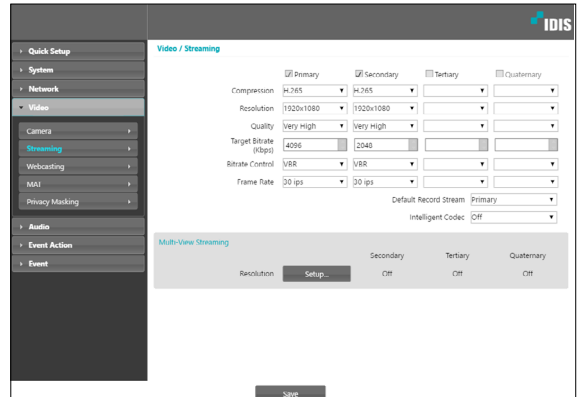 IDIS
Quick Setup
System
Network
Video
Camera
Streaming
Webcasting
MAI
Privacy Masking
Audio
Event Action
Event
Video / Streaming
Primary Secondary Tertiary Quaternary
Compression H.265 H.265
Resolution 1920x1080 1920x1080
Quality Very High Very High
Target Bitrate
(Kbps) 4096 2048
Bitrate Control VBR VBR
Frame Rate 30 ips 30 ips
Default Record Stream Primary
Intelligent Codec Off
Multi-View Streaming
Secondary Tertiary Quaternary
Resolution Setup... Off Off Off
Save